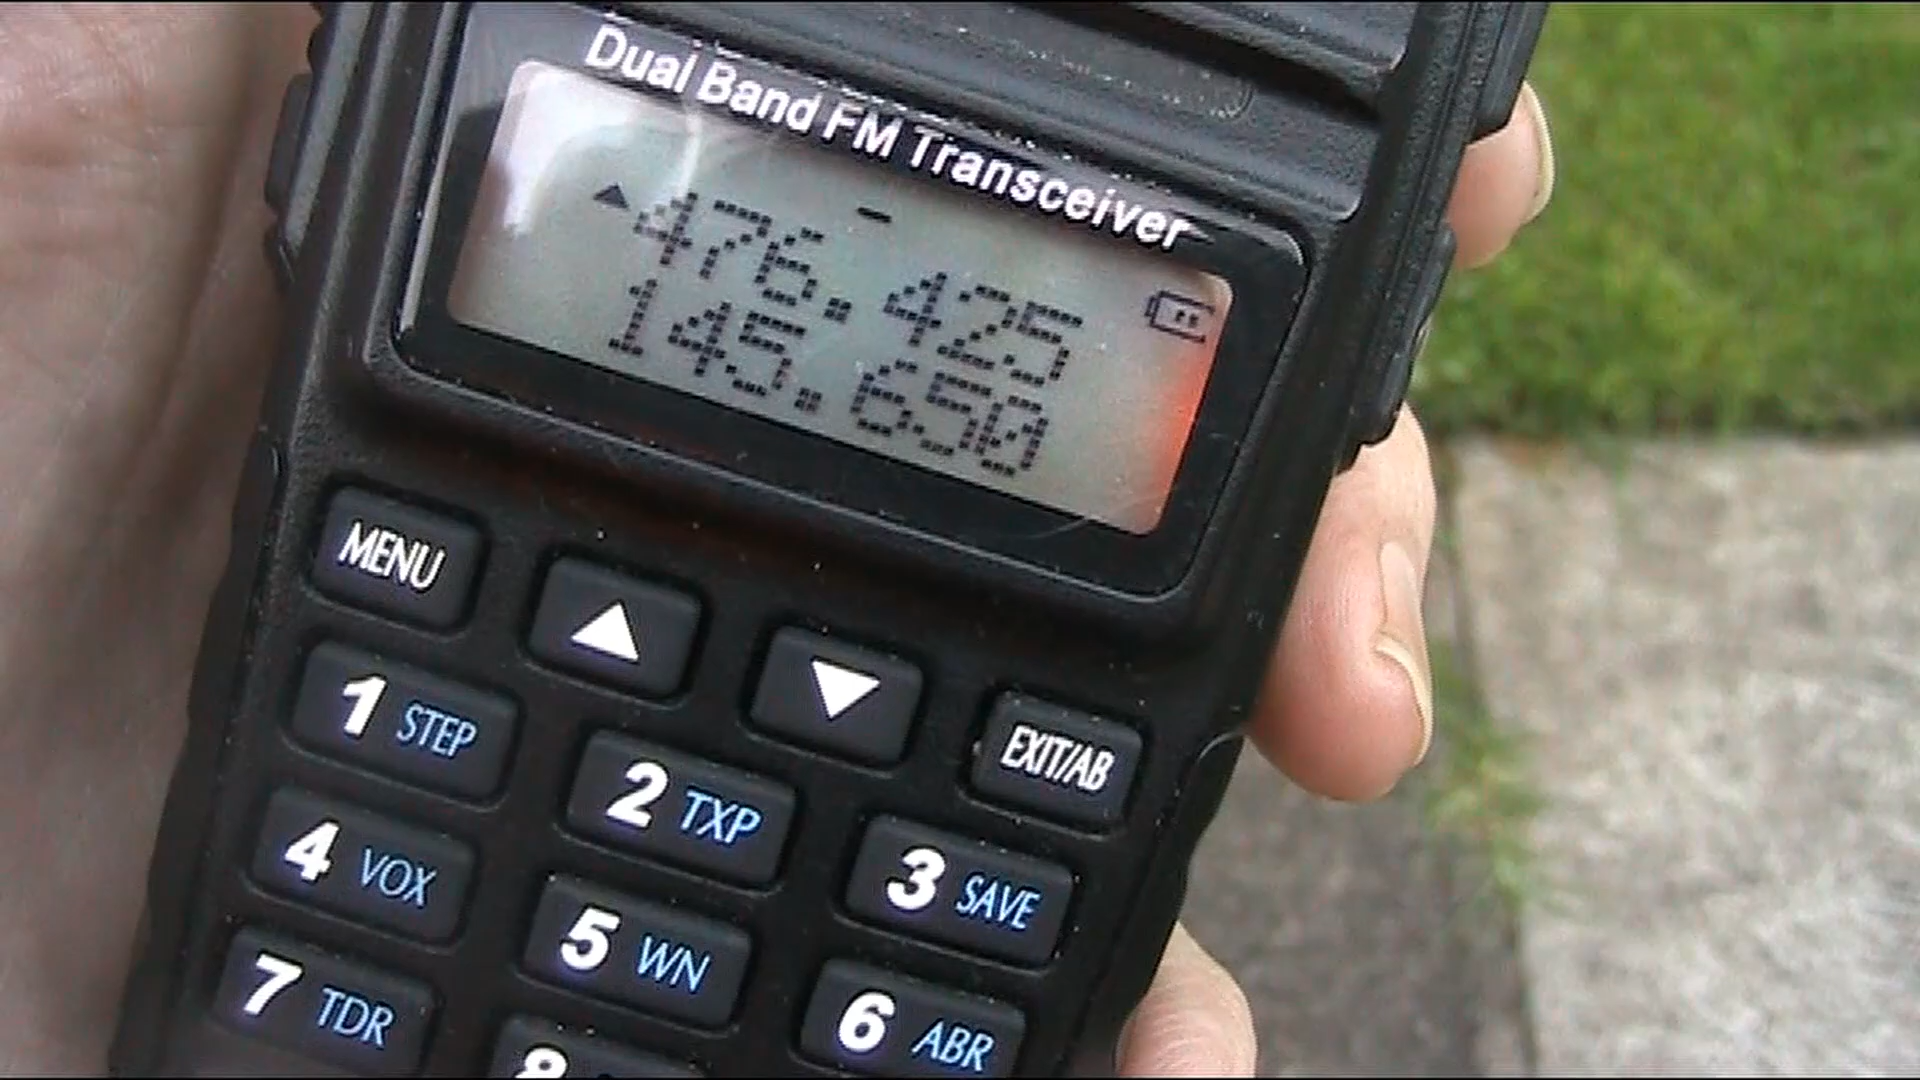 Dual Band FM Transceiver
476.425
145.650
MENU
EXIT/AB
1 STEP
2 TXP
3 SAVE
4 VOX
5 WN
6 ABR
7 TDR
8